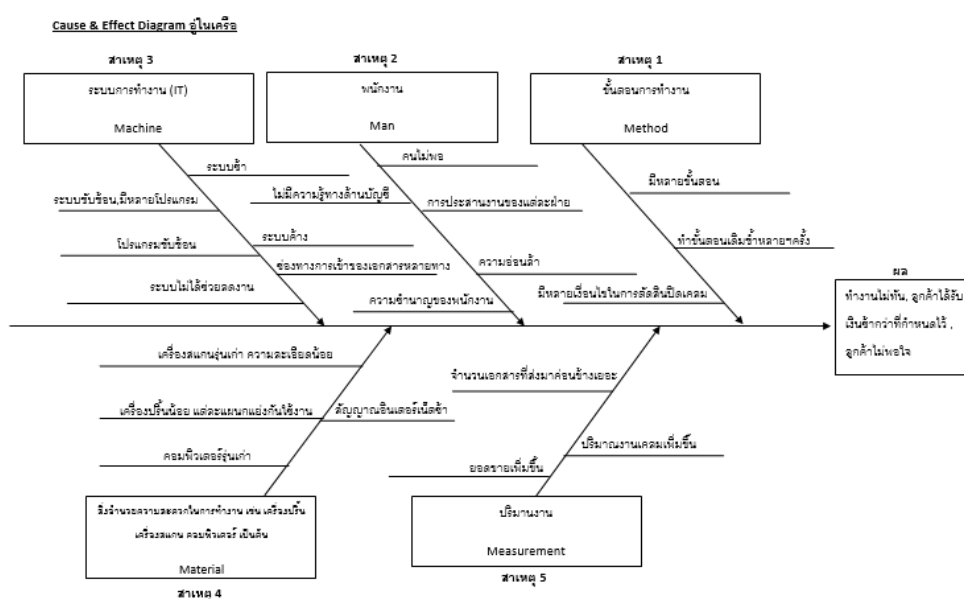 Cause & Effect Diagram อู่ในเครือ
สาเหตุ 3
สาเหตุ 2
สาเหตุ 1
ระบบการทำงาน (IT)
Machine
พนักงาน
Man
ขั้นตอนการทำงาน
Method
ระบบช้า
ระบบซับซ้อน,มีหลายโปรแกรม
โปรแกรมซับซ้อน
ระบบค้าง
ช่องทางการเข้าของเอกสารหลายทาง
ระบบไม่ได้ช่วยลดงาน
คนไม่พอ
ไม่มีความรู้ทางด้านบัญชี
การประสานงานของแต่ละฝ่าย
ความอ่อนล้า
ความชำนาญของพนักงาน
มีหลายขั้นตอน
ทำขั้นตอนเดิมซ้ำหลายๆครั้ง
มีหลายเงื่อนไขในการตัดสินปิดเคลม
ผล
ทำงานไม่ทัน, ลูกค้าได้รับ
เงินช้ากว่าที่กำหนดไว้ ,
ลูกค้าไม่พอใจ
เครื่องสแกนรุ่นเก่า ความละเอียดน้อย
เครื่องปริ้นน้อย แต่ละแผนกแย่งกันใช้งาน
สัญญาณอินเตอร์เน็ตช้า
คอมพิวเตอร์รุ่นเก่า
จำนวนเอกสารที่ส่งมาค่อนข้างเยอะ
ปริมาณงานเคลมเพิ่มขึ้น
ยอดขายเพิ่มขึ้น
สิ่งอำนวยความสะดวกในการทำงาน เช่น เครื่องปริ้น
เครื่องสแกน คอมพิวเตอร์ เป็นต้น
Material
สาเหตุ 4
ปริมานงาน
Measurement
สาเหตุ 5